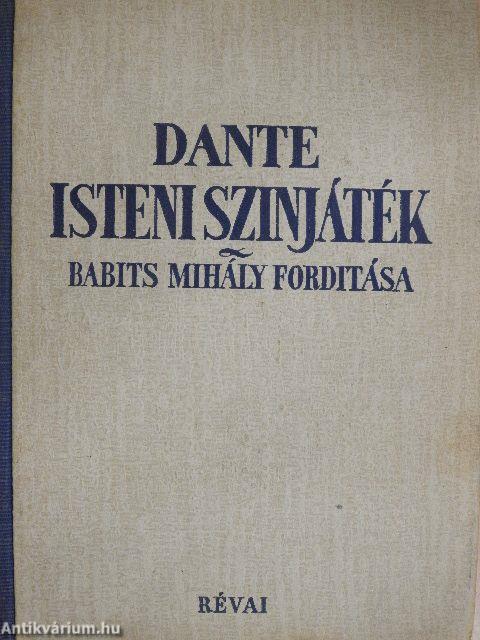 DANTE
ISTENI SZINJÁTÉK
~
BABITS MIHÁLY FORDITÁSA
RÉVAI
Antikvárium.hu